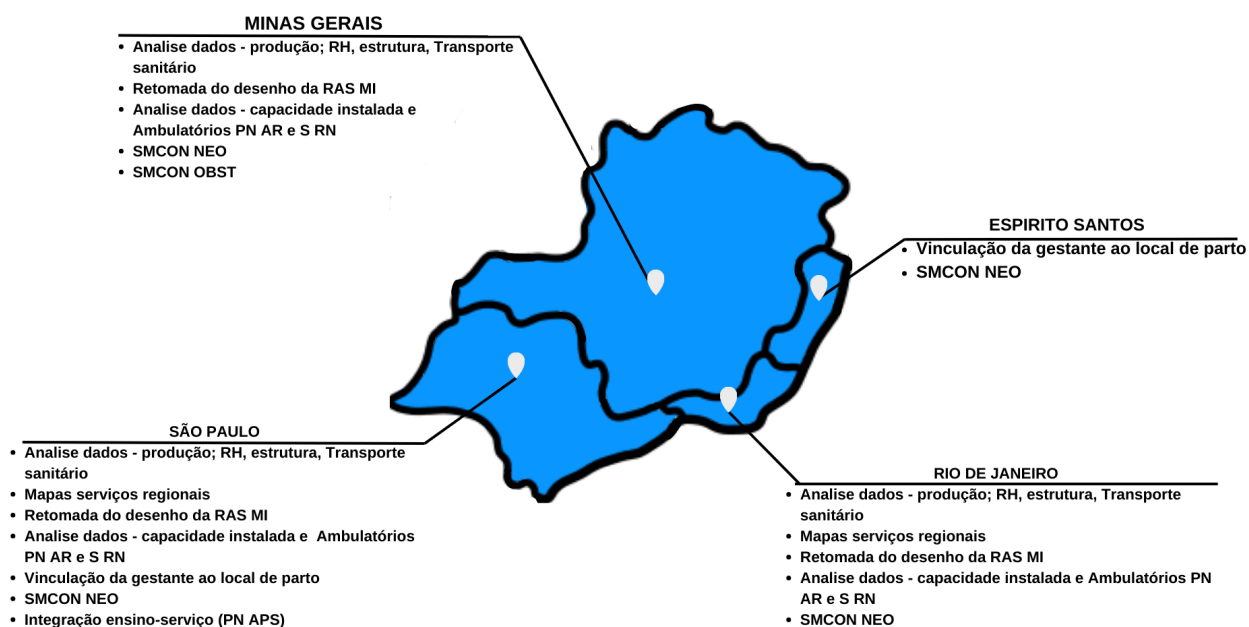 MINAS GERAIS
• Analise dados - produção; RH, estrutura, Transporte
sanitário
• Retomada do desenho da RAS MI
• Analise dados - capacidade instalada e
Ambulatórios PN AR e S RN
• SMCON NEO
• SMCON OBST
ESPIRITO SANTOS
• Vinculação da gestante ao local de parto
• SMCON NEO
SÃO PAULO
• Analise dados - produção; RH, estrutura, Transporte
sanitário
• Mapas serviços regionais
• Retomada do desenho da RAS MI
• Analise dados - capacidade instalada e  Ambulatórios
PN AR e S RN
• Vinculação da gestante ao local de parto
• SMCON NEO
• Integração ensino-serviço (PN APS)
RIO DE JANEIRO
• Analise dados - produção; RH, estrutura, Transporte
sanitário
• Mapas serviços regionais
• Retomada do desenho da RAS MI
• Analise dados - capacidade instalada e Ambulatórios PN
AR e S RN
• SMCON NEO